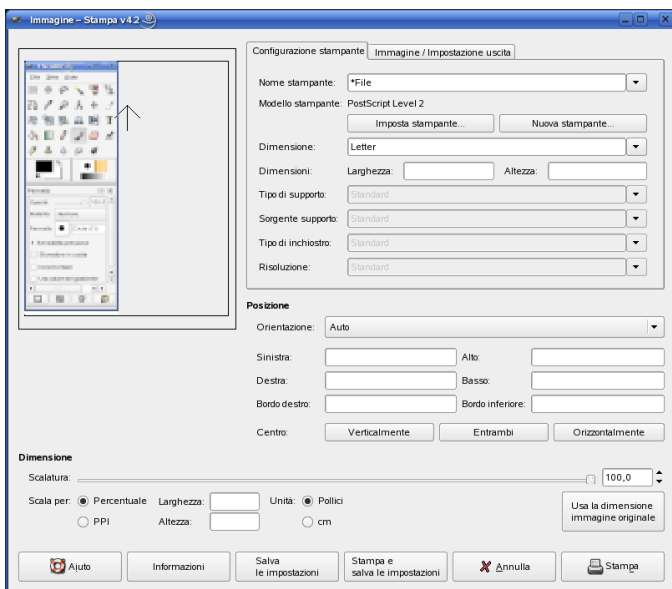 Immagine – Stampa v4.2
Configurazione stampante
Immagine / Impostazione uscita
Nome stampante:
*File
Modello stampante: PostScript Level 2
Imposta stampante...
Nuova stampante...
Dimensione:
Letter
Dimensioni:
Larghezza:
Altezza:
Tipo di supporto:
Standard
Sorgente supporto:
Standard
Tipo di inchiostro:
Standard
Risoluzione:
Standard
Posizione
Orientazione:
Auto
Sinistra:
Alto:
Destra:
Basso:
Bordo destro:
Bordo inferiore:
Centro:
Verticalmente
Entrambi
Orizzontalmente
Dimensione
Scalatura:
100,0
Scala per:
Percentuale
Larghezza:
Unità:
Pollici
PPI
Altezza:
cm
Usa la dimensione
immagine originale
Aiuto
Informazioni
Salva
le impostazioni
Stampa e
salva le impostazioni
Annulla
Stampa